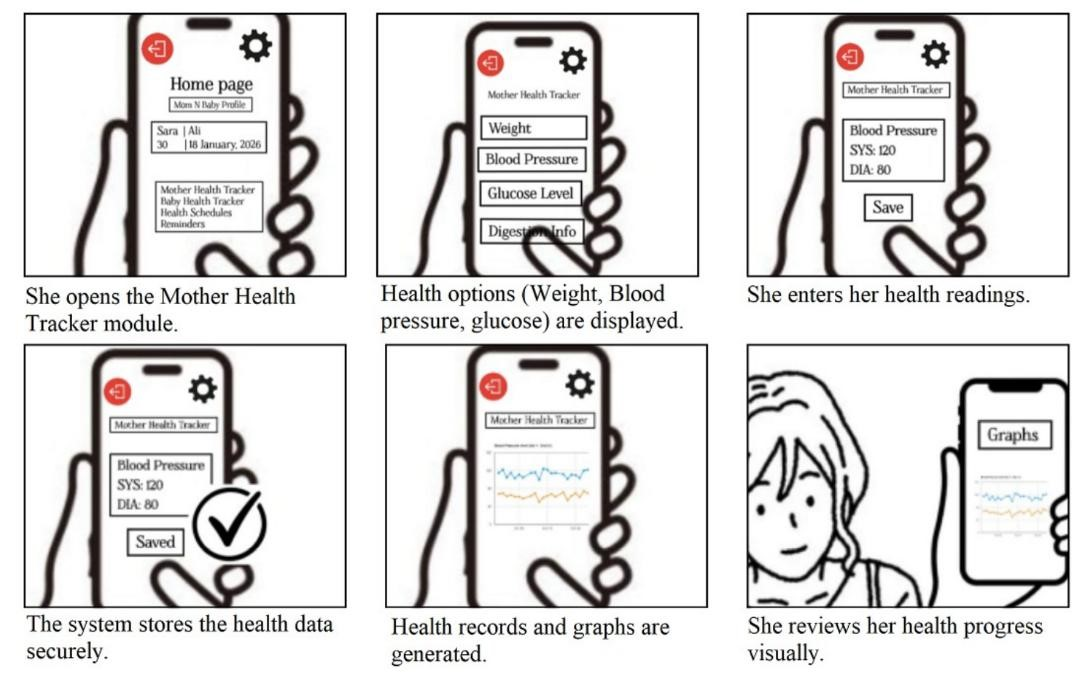 Home page
Mom N Baby Profile
Sara | Ali
30 | 18 January, 2026
Mother Health Tracker
Baby Health Tracker
Health Schedules
Reminders
She opens the Mother Health
Tracker module.
Mother Health Tracker
Weight
Blood Pressure
Glucose Level
Digestion Info
Health options (Weight, Blood
pressure, glucose) are displayed.
Mother Health Tracker
Blood Pressure
SYS: 120
DIA: 80
Save
She enters her health readings.
Mother Health Tracker
Blood Pressure
SYS: 120
DIA: 80
Saved
The system stores the health data
securely.
Mother Health Tracker
Health records and graphs are
generated.
Graphs
She reviews her health progress
visually.